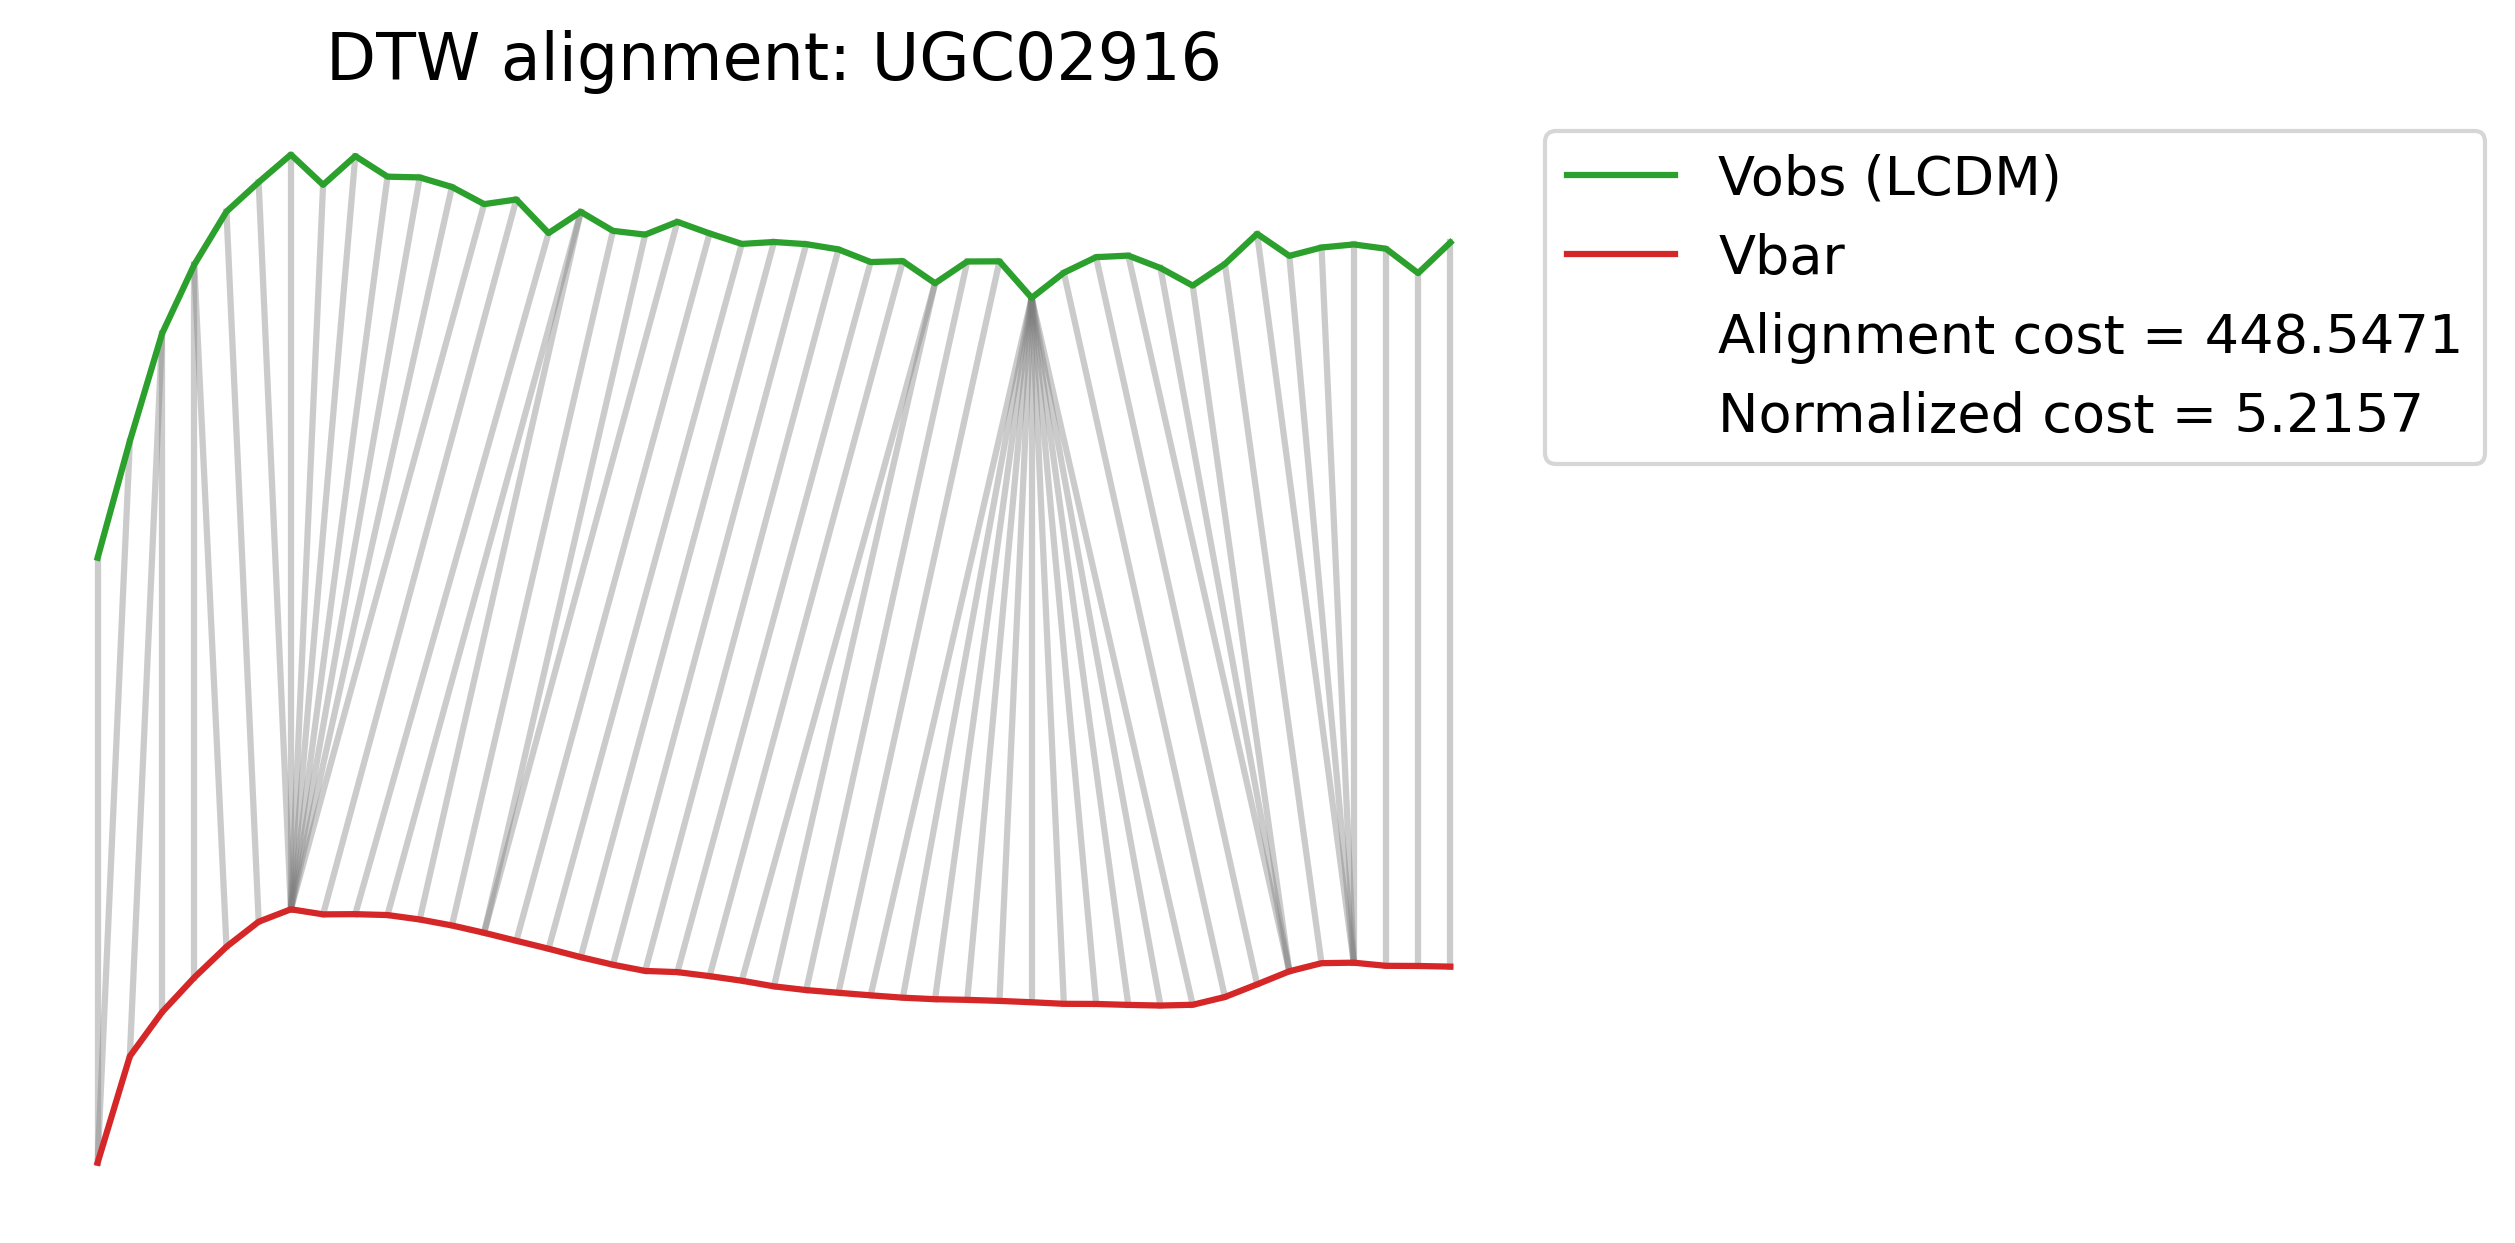 DTW alignment: UGC02916
Vobs (LCDM)
Vbar
Alignment cost = 448.5471
Normalized cost = 5.2157